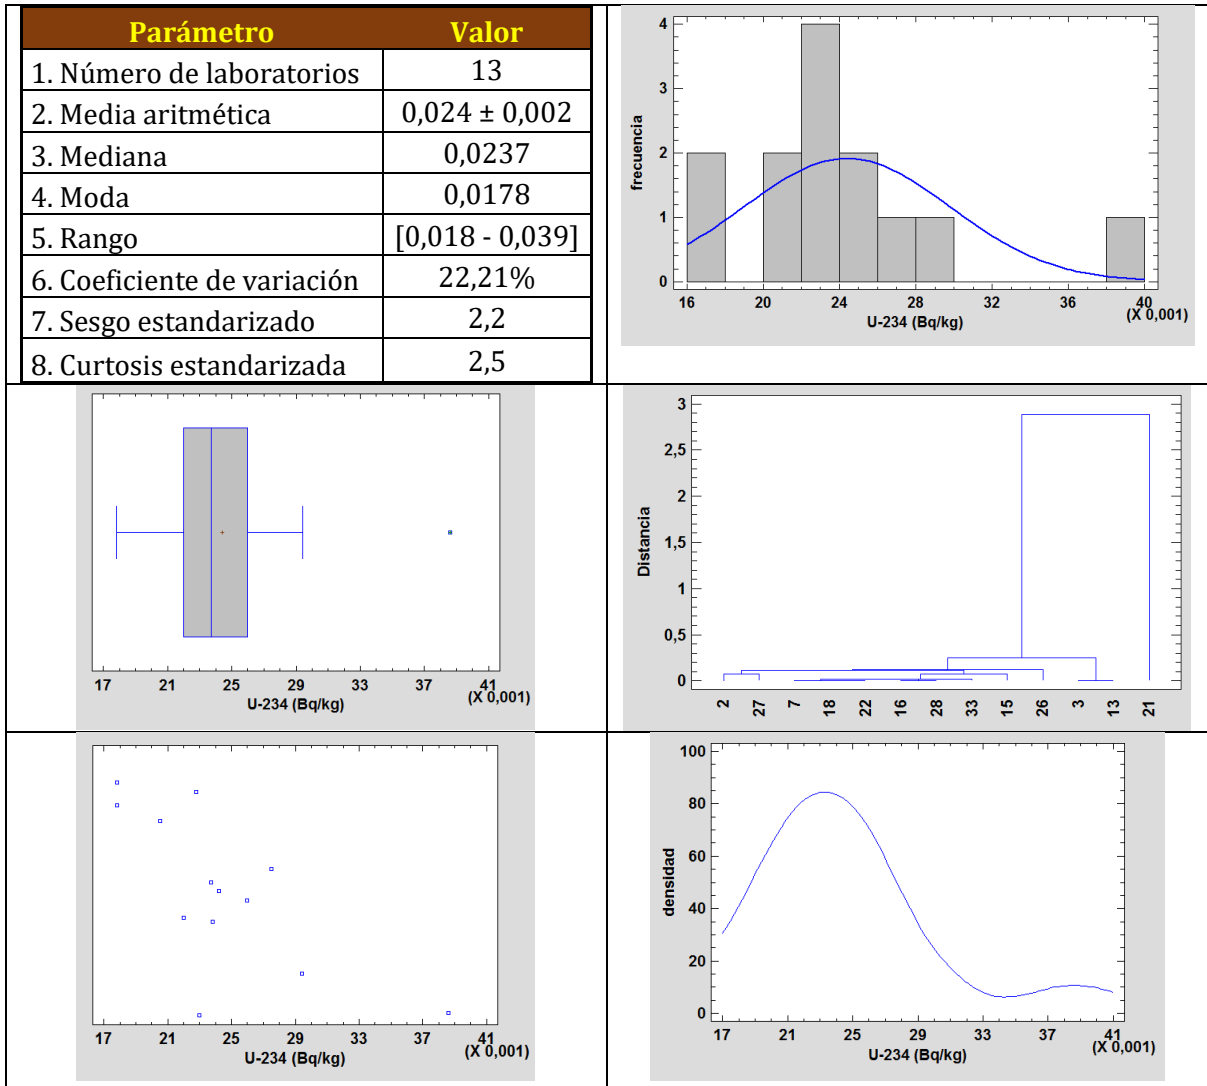 Parámetro Valor
1. Número de laboratorios 13
2. Media aritmética 0,024 ± 0,002
3. Mediana 0,0237
4. Moda 0,0178
5. Rango [0,018 - 0,039]
6. Coeficiente de variación 22,21%
7. Sesgo estandarizado 2,2
8. Curtosis estandarizada 2,5
frecuencia
4
3
2
1
0
16 20 24 28 32 36 40
(X 0,001)
U-234 (Bq/kg)
17 21 25 29 33 37 41
(X 0,001)
U-234 (Bq/kg)
Distancia
3
2,5
2
1,5
1
0,5
0
2 27 7 18 22 16 28 33 15 26 3 13 21
17 21 25 29 33 37 41
(X 0,001)
U-234 (Bq/kg)
densidad
100
80
60
40
20
0
17 21 25 29 33 37 41
(X 0,001)
U-234 (Bq/kg)